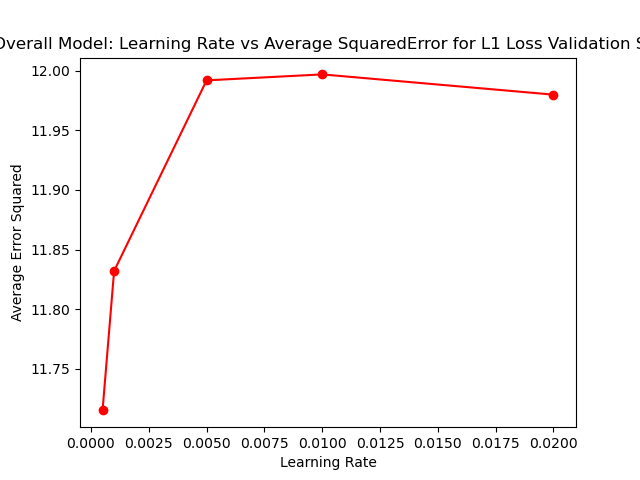 Overall Model: Learning Rate vs Average SquaredError for L1 Loss Validation S
12.00
11.95
11.90
11.85
11.80
11.75
Average Error Squared
0.0000 0.0025 0.0050 0.0075 0.0100 0.0125 0.0150 0.0175 0.0200
Learning Rate